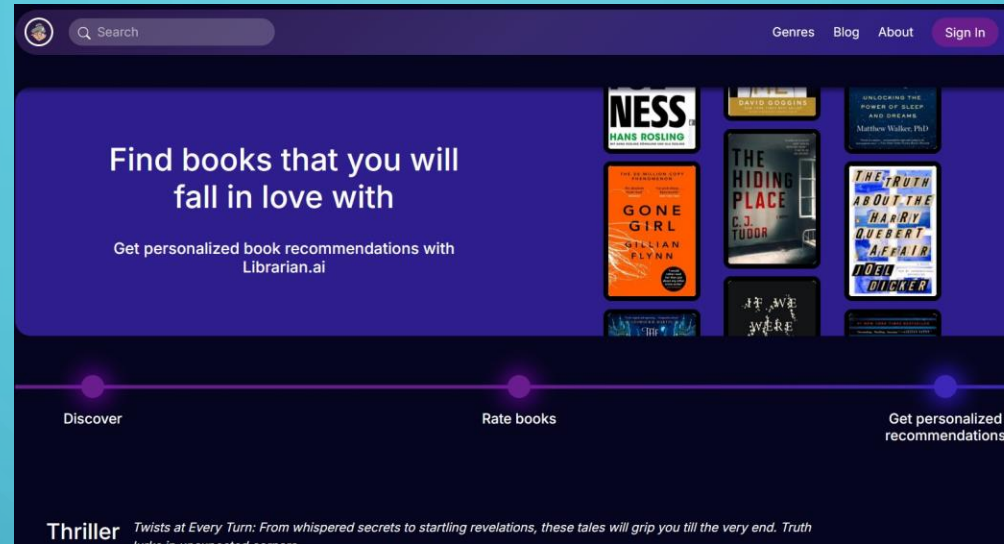 Search
Genres
Blog
About
Sign In
Find books that you will
fall in love with
Get personalized book recommendations with
Librarian.ai
NESS
HANS ROSLING
GONE
GIRL
GILLIAN
FLYNN
DAVID GOGGINS
THE
HIDING
PLACE
C.J.
TUDOR
WERE
UNLOCKING THE
POWER OF SLEEP
AND DREAMS
Matthew Walker, PhD
THE TRUTH
ABOUT THE
HARRY
QUEBERT
AFFAIR
JOËL
DICKER
Discover
Rate books
Get personalized
recommendations
Thriller
Twists at Every Turn: From whispered secrets to startling revelations, these tales will grip you till the very end. Truth